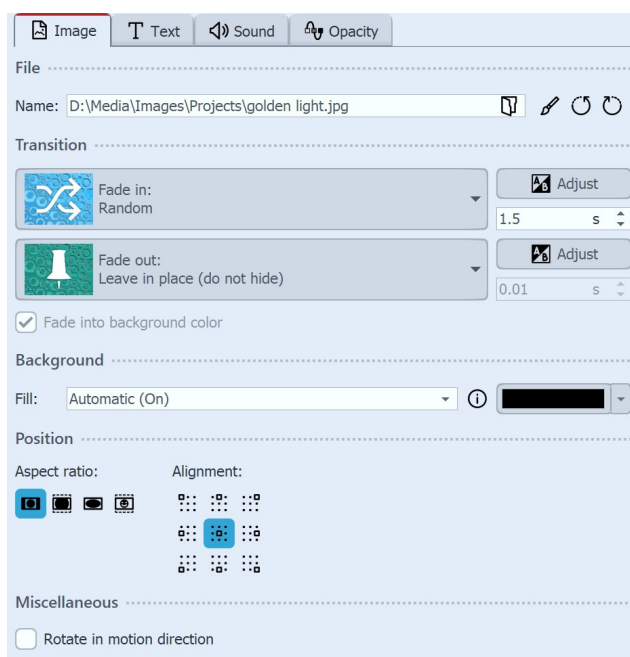 Image Text Sound Opacity
File
Name: D:\Media\Images\Projects\golden light.jpg
Transition
Fade in:
Random
Adjust
1.5 s
Fade out:
Leave in place (do not hide)
Adjust
0.01 s
Fade into background color
Background
Fill: Automatic (On)
Position
Aspect ratio: Alignment:
Miscellaneous
Rotate in motion direction